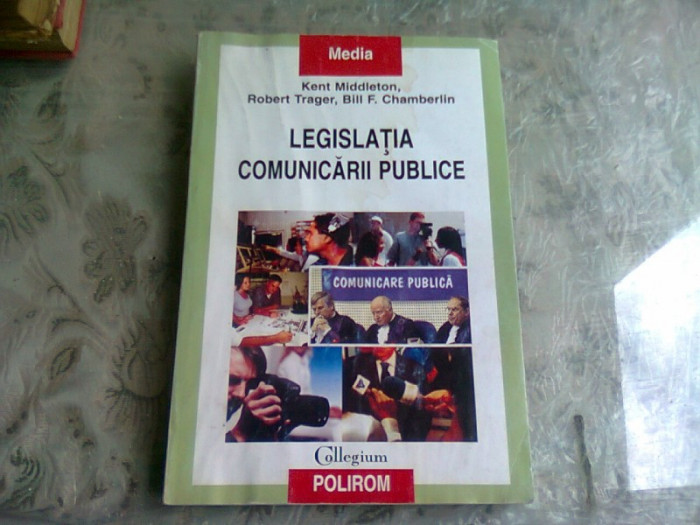 Media
Kent Middleton,
Robert Trager, Bill F. Chamberlin
LEGISLAŢIA
COMUNICĂRII PUBLICE
COMUNICARE PUBLICĂ
Collegium
POLIROM